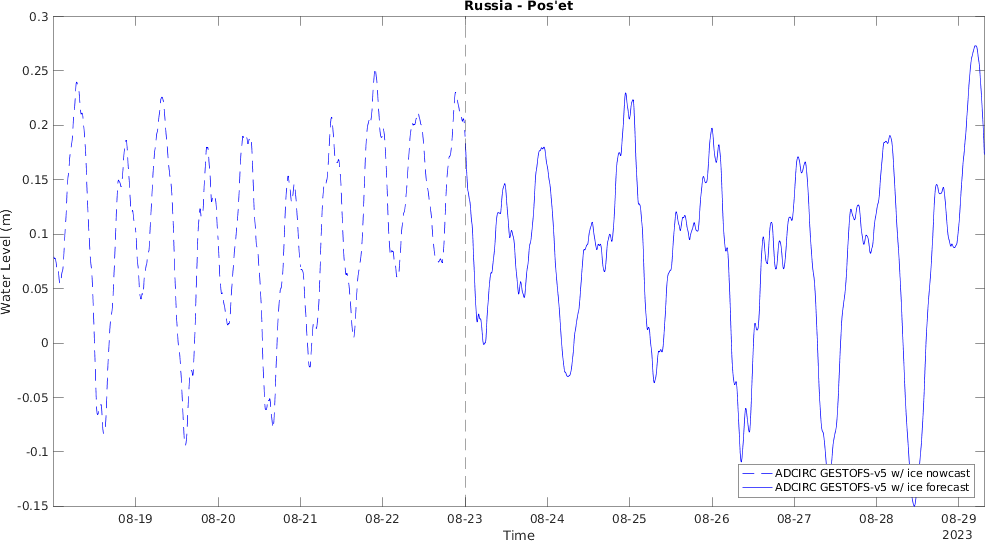 Russia - Pos'et
0.3
0.25
0.2
0.15
0.1
0.05
0
-0.05
-0.1
-0.15
Water Level (m)
ADCIRC GESTOFS-v5 w/ ice nowcast
ADCIRC GESTOFS-v5 w/ ice forecast
08-19 08-20 08-21 08-22 08-23 08-24 08-25 08-26 08-27 08-28 08-29
Time
2023